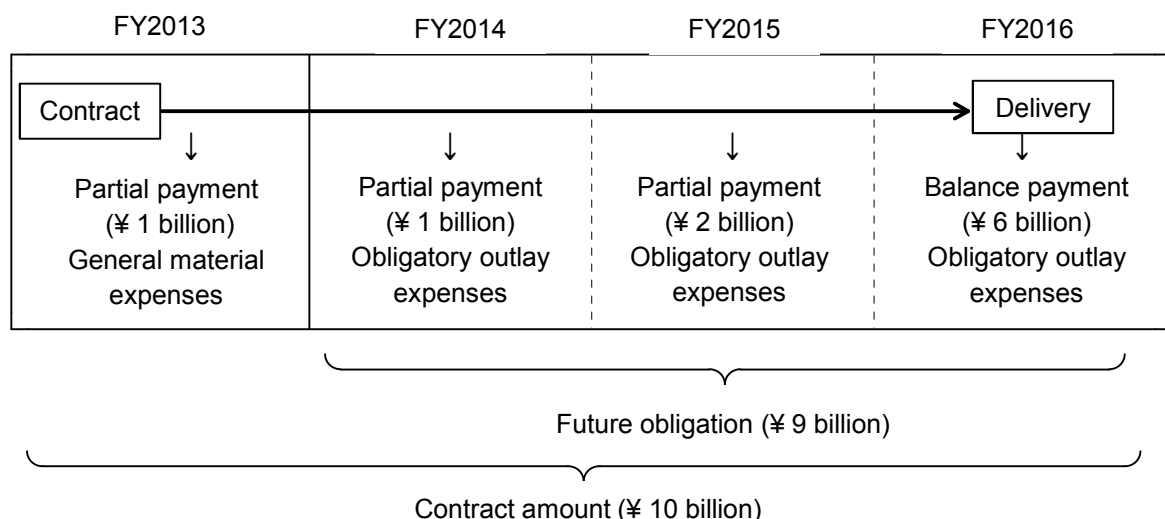 FY2013 FY2014 FY2015 FY2016
Contract Delivery
↓ ↓ ↓ ↓
Partial payment Partial payment Partial payment Balance payment
(¥ 1 billion) (¥ 1 billion) (¥ 2 billion) (¥ 6 billion)
General material Obligatory outlay Obligatory outlay Obligatory outlay
expenses expenses expenses expenses
Future obligation (¥ 9 billion)
Contract amount (¥ 10 billion)